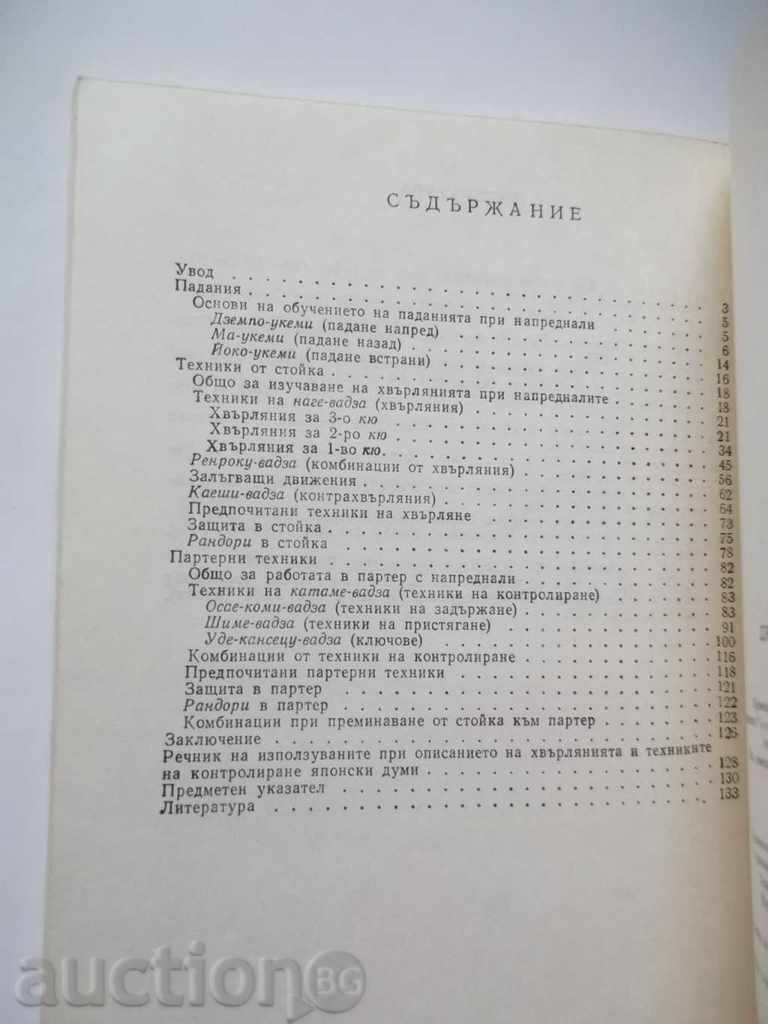 СЪДЪРЖАНИЕ
Увод 3
Падания 5
Основи на обучението на паданията при напреднали 5
Дземпо-укеми (падане напред) 6
Ма-укеми (падане назад) 14
Йоко-укеми (падане встрани) 16
Техники от стойка 18
Общо за изучаване на хвърлянията при напредналите 18
Техники на наге-вадза (хвърляния) 21
Хвърляния за 3-о кю 21
Хвърляния за 2-ро кю 34
Хвърляния за 1-во кю 45
Ренроку-вадза (комбинации от хвърляния) 56
Залъгващи движения 62
Каеши-вадза (контрахвърляния) 64
Предпочитани техники на хвърляне 73
Защита в стойка 75
Рандори в стойка 78
Партерни техники 82
Общо за работата в партер с напреднали 82
Техники на катаме-вадза (техники на контролиране) 83
Осае-коми-вадза (техники на задържане) 83
Шиме-вадза (техники на пристягане) 91
Уде-кансецу-вадза (ключове) 100
Комбинации от техники на контролиране 116
Предпочитани партерни техники 118
Защита в партер 121
Рандори в партер 122
Комбинации при преминаване от стойка към партер 123
Заключение 126
Речник на използуваните при описанието на хвърлянията и техниките
на контролиране японски думи 128
Предметен указател 130
Литература 133
auction BG